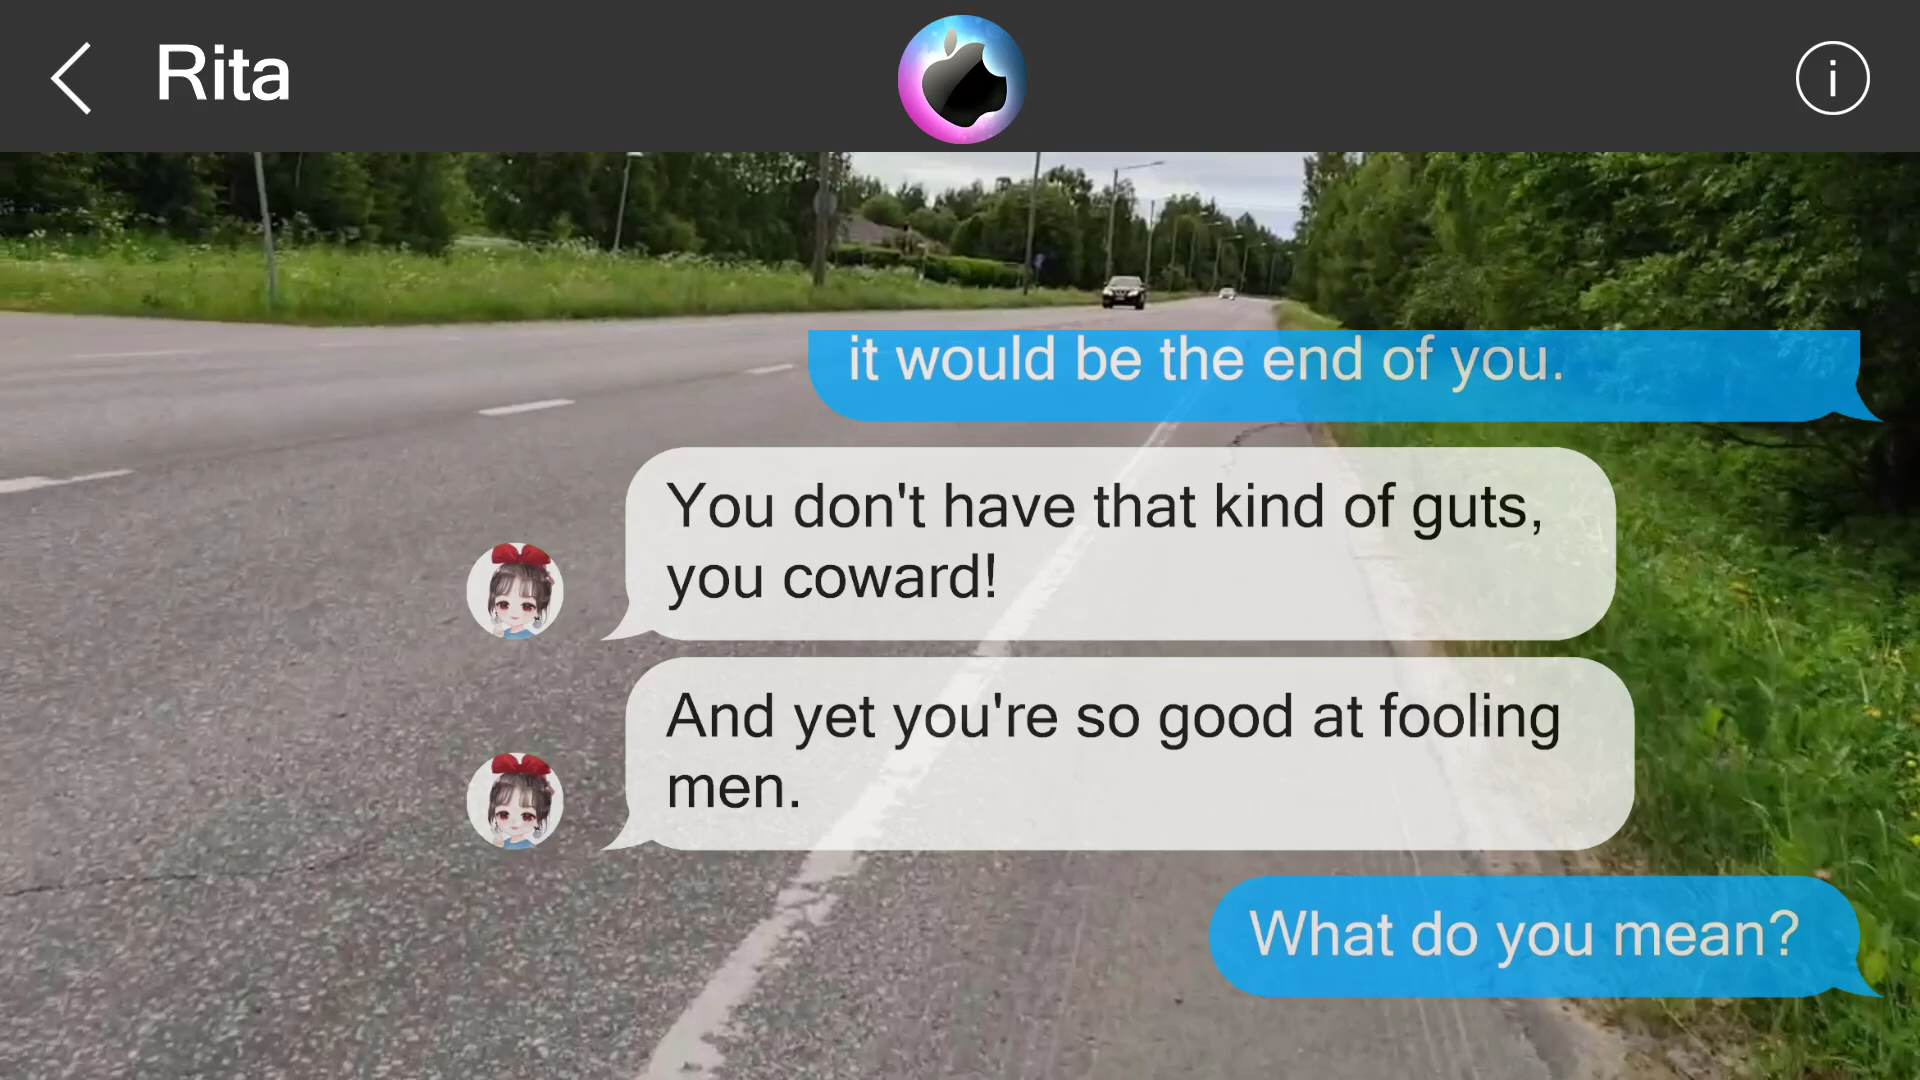 Rita
i
it would be the end of you.
You don't have that kind of guts,
you coward!
And yet you're so good at fooling
men.
What do you mean?